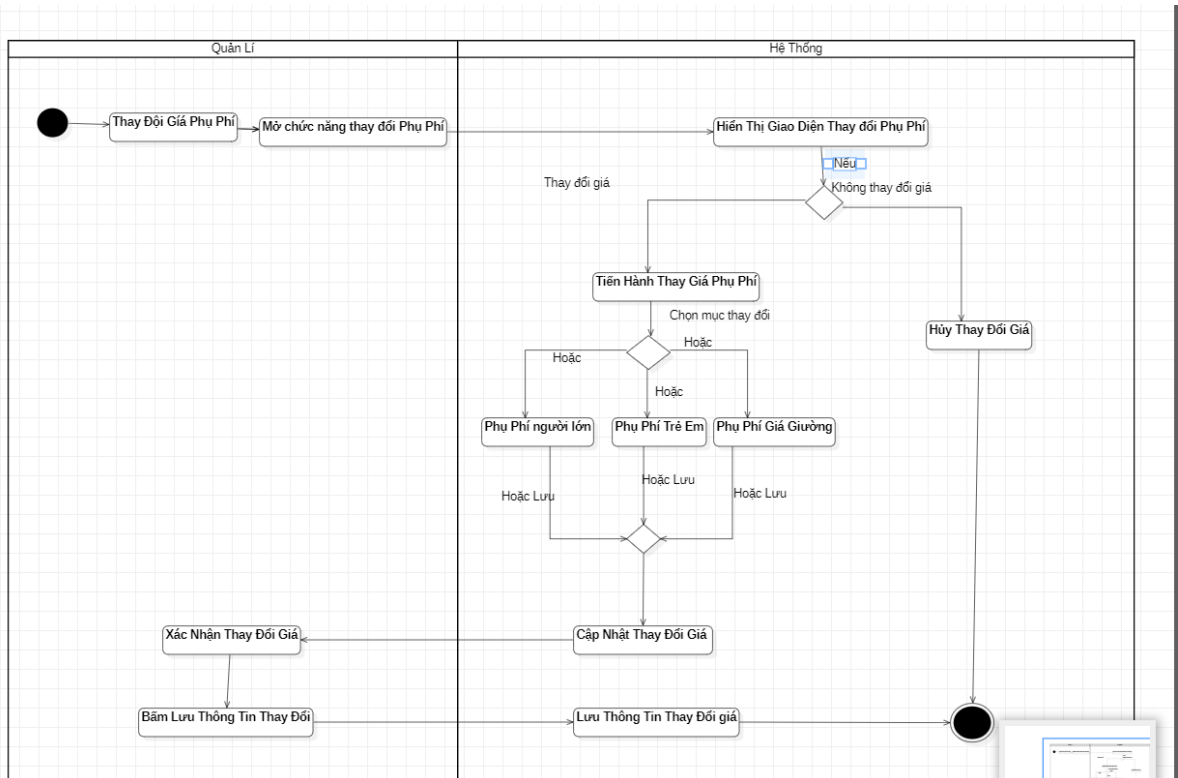 Quản Lí
Hệ Thống
Thay Đội Gíá Phụ Phí
Mở chức năng thay đổi Phụ Phí
Hiển Thị Giao Diện Thay đổi Phụ Phí
Nếu
Thay đổi giá
Không thay đổi giá
Tiến Hành Thay Giá Phụ Phí
Chọn mục thay đổi
Hủy Thay Đổi Giá
Hoặc
Hoặc
Hoặc
Phụ Phí người lớn
Phụ Phí Trẻ Em
Phụ Phí Giá Giường
Hoặc Lưu
Hoặc Lưu
Hoặc Lưu
Xác Nhận Thay Đổi Giá
Cập Nhật Thay Đổi Giá
Bấm Lưu Thông Tin Thay Đổi
Lưu Thông Tin Thay Đổi giá